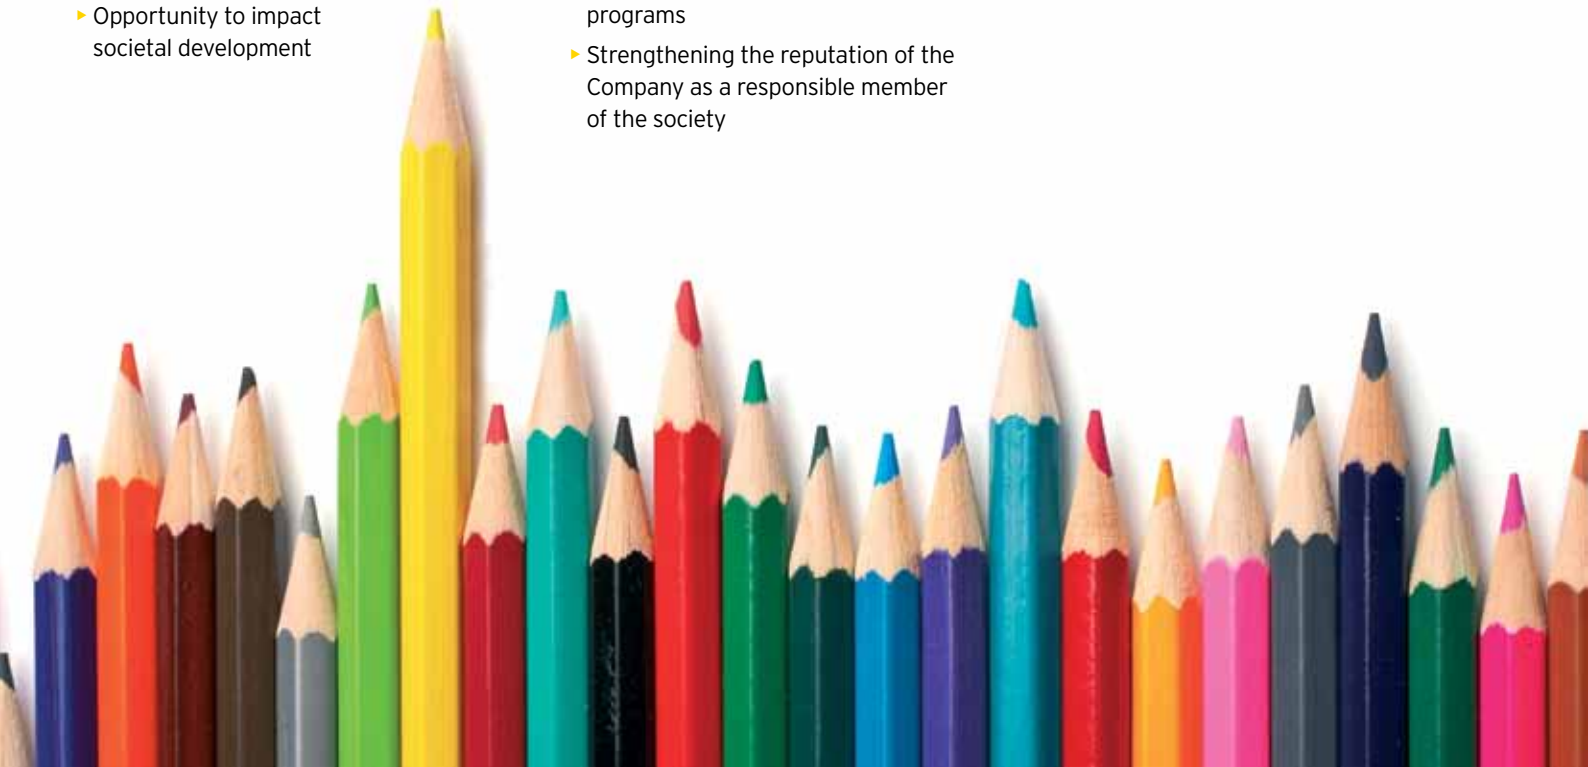 ▸ Opportunity to impact
societal development
programs
▸ Strengthening the reputation of the
Company as a responsible member
of the society